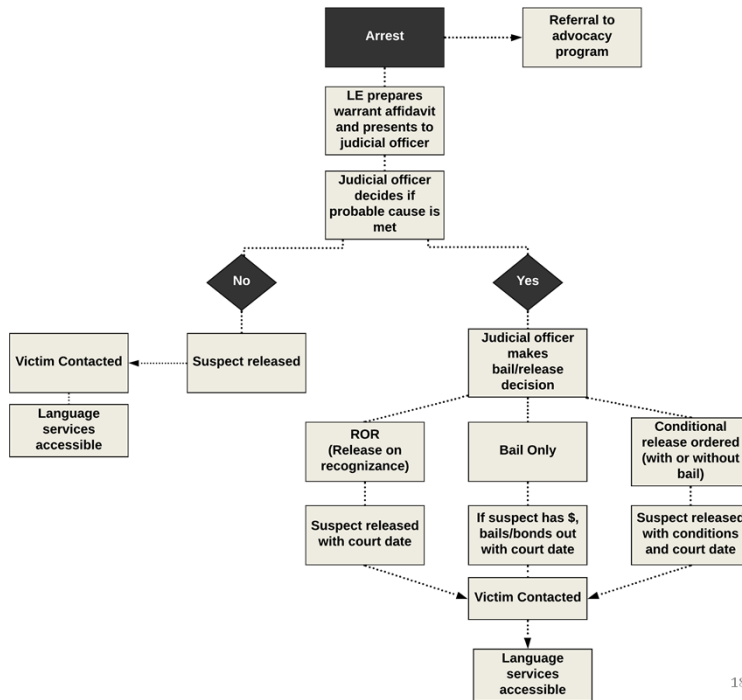 Arrest
Referral to
advocacy
program
LE prepares
warrant affidavit
and presents to
judicial officer
Judicial officer
decides if
probable cause is
met
No
Yes
Victim Contacted
Suspect released
Judicial officer
makes
bail/release
decision
Language
services
accessible
ROR
(Release on
recognizance)
Bail Only
Conditional
release ordered
(with or without
bail)
Suspect released
with court date
If suspect has $,
bails/bonds out
with court date
Suspect released
with conditions
and court date
Victim Contacted
Language
services
accessible